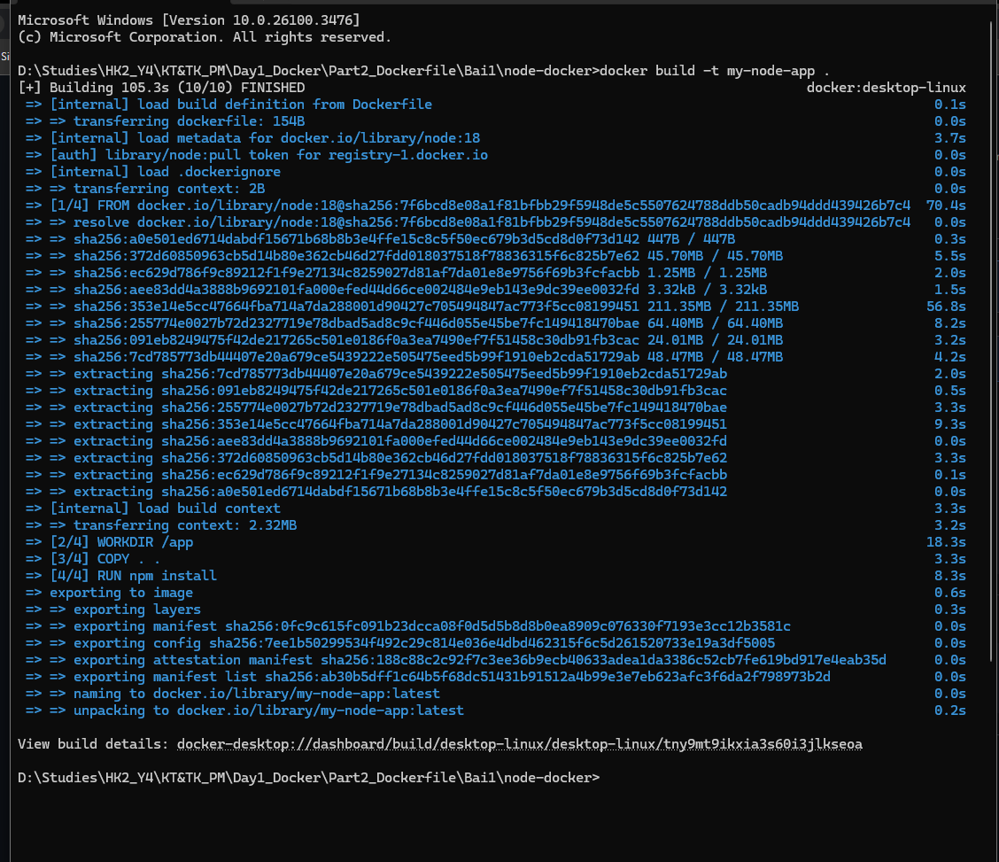 Si
Microsoft Windows [Version 10.0.26100.3476]
(c) Microsoft Corporation. All rights reserved.
D:\Studies\HK2_Y4\KT&TK_PM\Day1_Docker\Part2_Dockerfile\Bai1\node-docker>docker build -t my-node-app .
[+] Building 105.3s (10/10) FINISHED docker:desktop-linux
=> [internal] load build definition from Dockerfile 0.1s
=> => transferring dockerfile: 154B 0.0s
=> [internal] load metadata for docker.io/library/node:18 3.7s
=> [auth] library/node:pull token for registry-1.docker.io 0.0s
=> [internal] load .dockerignore 0.0s
=> => transferring context: 2B 0.0s
=> [1/4] FROM docker.io/library/node:18@sha256:7f6bcd8e08a1f81bfbb29f5948de5c5507624788ddb50cadb94ddd439426b7c4 70.4s
=> => resolve docker.io/library/node:18@sha256:7f6bcd8e08a1f81bfbb29f5948de5c5507624788ddb50cadb94ddd439426b7c4 0.0s
=> => sha256:a0e501ed6714dabdf15671b68b8b3e4ffe15c8c5f50ec679b3d5cd8d0f73d142 447B / 447B 0.3s
=> => sha256:372d60850963cb5d14b80e362cb46d27fdd018037518f78836315f6c825b7e62 45.70MB / 45.70MB 5.5s
=> => sha256:ec629d786f9c89212f1f9e27134c8259027d81af7da01e8e9756f69b3fcfacbb 1.25MB / 1.25MB 2.0s
=> => sha256:aee83dd4a3888b9692101fa000efed44d66ce002484e9eb143e9dc39ee0032fd 3.32kB / 3.32kB 1.5s
=> => sha256:353e14e5cc47664fba714a7da288001d90427c705494847ac773f5cc08199451 211.35MB / 211.35MB 56.8s
=> => sha256:255774e0027b72d2327719e78dbad5ad8c9cf446d055e45be7fc149418470bae 64.40MB / 64.40MB 8.2s
=> => sha256:091eb8249475f42de217265c501e0186f0a3ea7490ef7f51458c30db91fb3cac 24.01MB / 24.01MB 3.2s
=> => sha256:7cd785773db44407e20a679ce5439222e505475eed5b99f1910eb2cda51729ab 48.47MB / 48.47MB 4.2s
=> => extracting sha256:7cd785773db44407e20a679ce5439222e505475eed5b99f1910eb2cda51729ab 2.0s
=> => extracting sha256:091eb8249475f42de217265c501e0186f0a3ea7490ef7f51458c30db91fb3cac 0.5s
=> => extracting sha256:255774e0027b72d2327719e78dbad5ad8c9cf446d055e45be7fc149418470bae 3.3s
=> => extracting sha256:353e14e5cc47664fba714a7da288001d90427c705494847ac773f5cc08199451 9.3s
=> => extracting sha256:aee83dd4a3888b9692101fa000efed44d66ce002484e9eb143e9dc39ee0032fd 0.0s
=> => extracting sha256:372d60850963cb5d14b80e362cb46d27fdd018037518f78836315f6c825b7e62 3.3s
=> => extracting sha256:ec629d786f9c89212f1f9e27134c8259027d81af7da01e8e9756f69b3fcfacbb 0.1s
=> => extracting sha256:a0e501ed6714dabdf15671b68b8b3e4ffe15c8c5f50ec679b3d5cd8d0f73d142 0.0s
=> [internal] load build context 3.3s
=> => transferring context: 2.32MB 3.2s
=> [2/4] WORKDIR /app 18.3s
=> [3/4] COPY . . 3.3s
=> [4/4] RUN npm install 8.3s
=> exporting to image 0.6s
=> => exporting layers 0.3s
=> => exporting manifest sha256:0fc9c615fc091b23dcca08f0d5d5b8d8b0ea8909c076330f7193e3cc12b3581c 0.0s
=> => exporting config sha256:7ee1b50299534f492c29c814e036e4dbd462315f6c5d261520733e19a3df5005 0.0s
=> => exporting attestation manifest sha256:188c88c2c92f7c3ee36b9ecb40633adea1da3386c52cb7fe619bd917e4eab35d 0.0s
=> => exporting manifest list sha256:ab30b5dff1c64b5f68dc51431b91512a4b99e3e7eb623afc3f6da2f798973b2d 0.0s
=> => naming to docker.io/library/my-node-app:latest 0.0s
=> => unpacking to docker.io/library/my-node-app:latest 0.2s
View build details: docker-desktop://dashboard/build/desktop-linux/desktop-linux/tny9mt9ikxia3s60i3jlkseoa
D:\Studies\HK2_Y4\KT&TK_PM\Day1_Docker\Part2_Dockerfile\Bai1\node-docker>